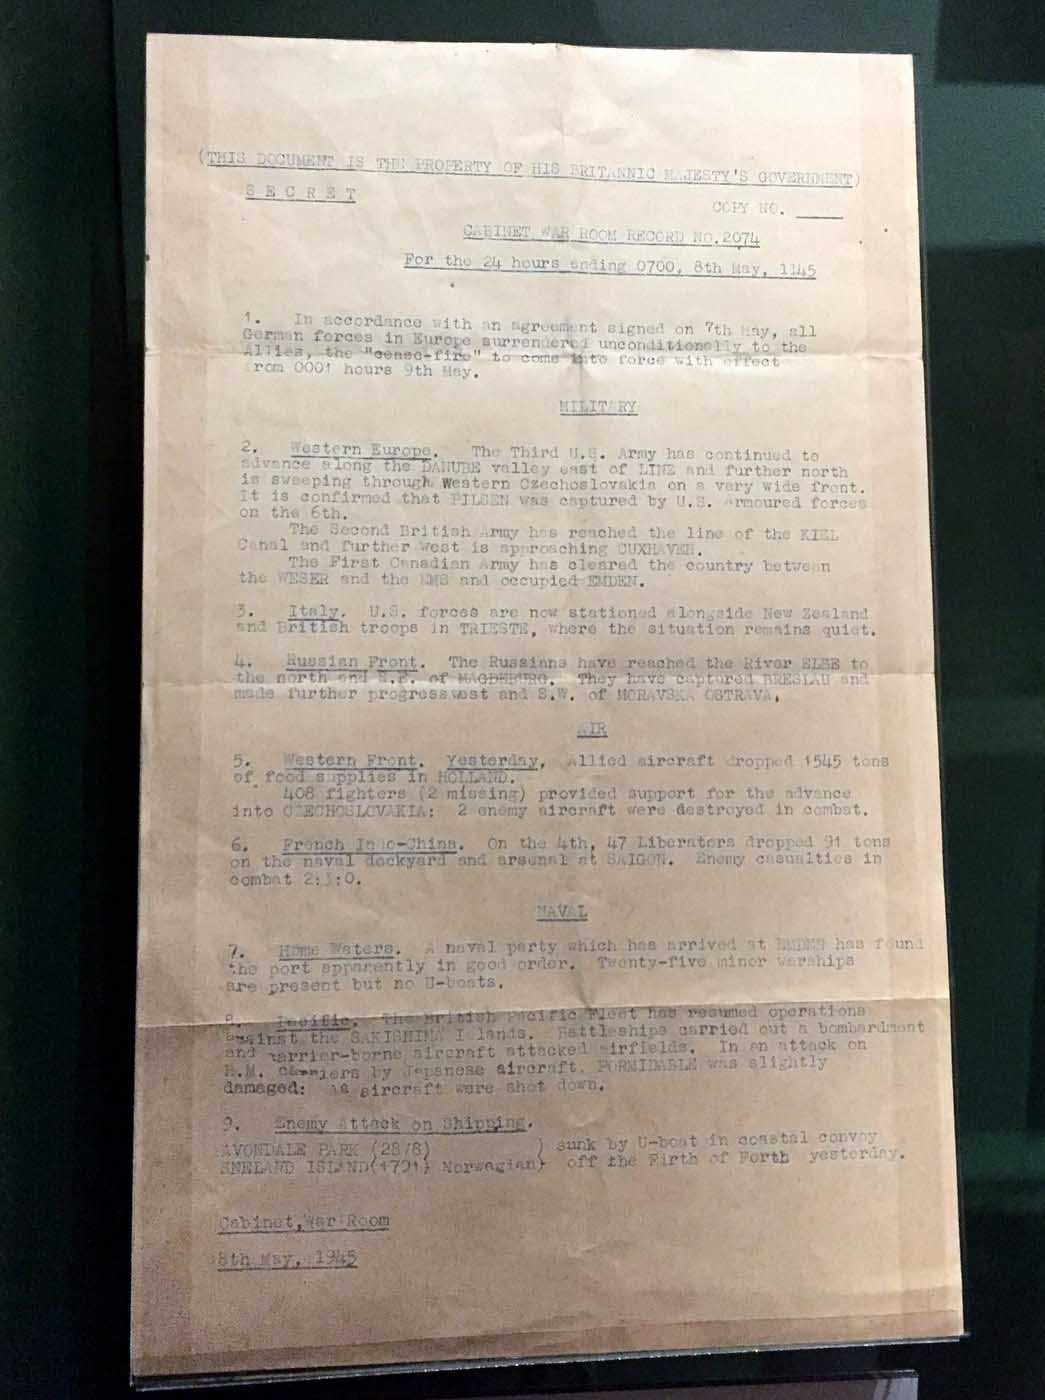 (THIS DOCUMENT IS THE PROPERTY OF HIS BRITANNIC MAJESTY'S GOVERNMENT)
S E C R E T
COPY NO.
CABINET WAR ROOM RECORD NO.2074
For the 24 hours ending 0700, 8th May, 1945
1. In accordance with an agreement signed on 7th May, all
German forces in Europe surrendered unconditionally to the
Allies, the "cease-fire" to come into force with effect
from 0001 hours 9th May.
MILITARY
2. Western Europe. The Third U.S. Army has continued to
advance along the DANUBE valley east of LINZ and further north
is sweeping through Western Czechoslovakia on a very wide front.
It is confirmed that PILSEN was captured by U.S. armoured forces
on the 6th.
The Second British Army has reached the line of the KIEL
Canal and further West is approaching CUXHAVEN.
The First Canadian Army has cleared the country between
the WESER and the EMS and occupied EMDEN.
3. Italy. U.S. forces are now stationed alongside New Zealand
and British troops in TRIESTE, where the situation remains quiet.
4. Russian Front. The Russians have reached the River ELBE to
the north and S.E. of MAGDEBURG. They have captured BRESLAU and
made further progress west and S.W. of MORAVSKA OSTRAVA.
AIR
5. Western Front. Yesterday, Allied aircraft dropped 1545 tons
of food supplies in HOLLAND.
408 fighters (2 missing) provided support for the advance
into CZECHOSLOVAKIA: 2 enemy aircraft were destroyed in combat.
6. French Indo-China. On the 4th, 47 Liberators dropped 91 tons
on the naval dockyard and arsenal at SAIGON. Enemy casualties in
combat 2:3:0.
NAVAL
7. Home Waters. A naval party which has arrived at EMDEN has found
the port apparently in good order. Twenty-five minor warships
are present but no U-boats.
8. Pacific. The British Pacific Fleet has resumed operations
against the SAKISHIMA Islands. Battleships carried out a bombardment
and carrier-borne aircraft attacked airfields. In an attack on
H.M. Carriers by Japanese aircraft, FORMIDABLE was slightly
damaged: aircraft were shot down.
9. Enemy Attack on Shipping.
AVONDALE PARK (2878) ) sunk by U-boat in coastal convoy
SNELAND ISLAND(1791) Norwegian) off the Firth of Forth yesterday.
Cabinet War Room
8th May, 1945